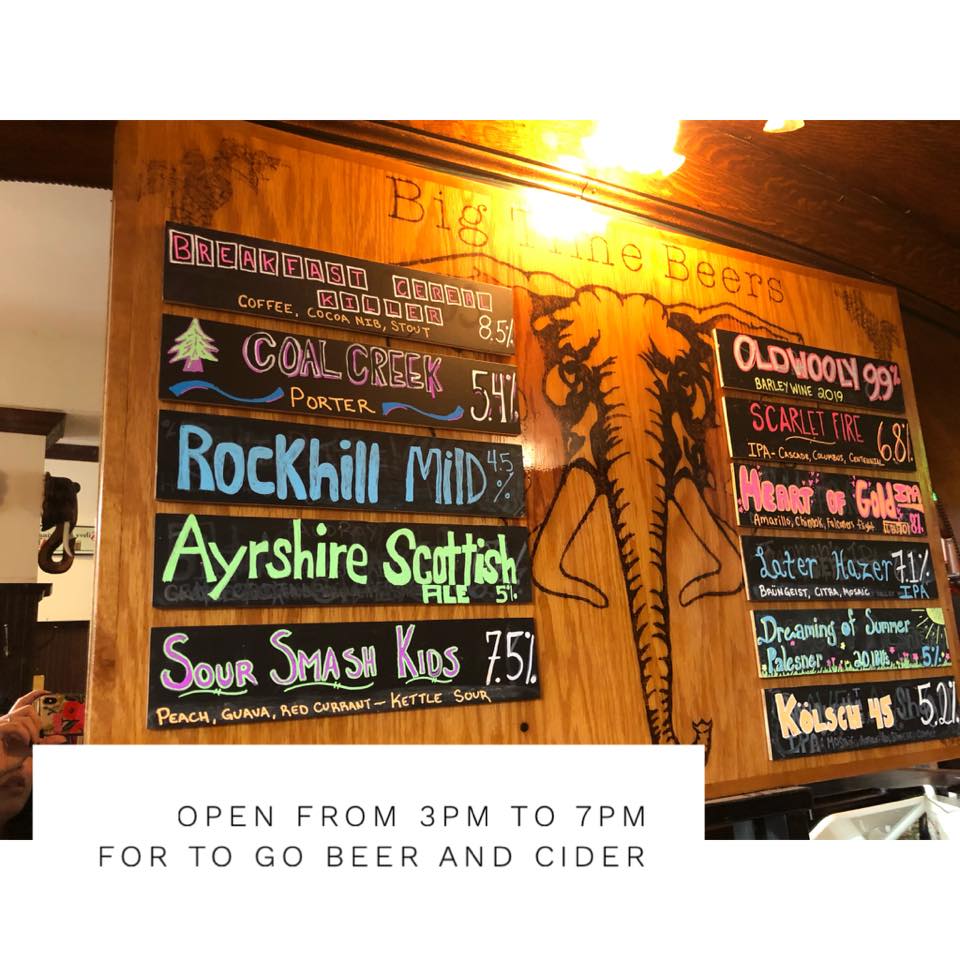 Big Time Beers
BREAKFAST CEREAL
KILLER
COFFEE, COCOA NIB, STOUT
8.5%
COAL CREEK
PORTER
5.4%
ROCKHILL MILD 4.5
%
Ayrshire Scottish
ALE 5%
SOUR SMASH KIDS 7.5%
PEACH, GUAVA, RED CURRANT - KETTLE SOUR
OLDWOOLY 9.9%
BARLEY WINE 2019
SCARLET FIRE 6.8%
IPA - CASCADE, COLUMBUS, CENTENNIAL
HEART OF Gold
Amarillo, Chinook, Falconers flight
8%
Later Hazer 7.1%
BRÜNGEIST, CITRA, MOSAIC IPA
Dreaming of Summer
Palesner 5%
KÖLSCH 45 5.2%
OPEN FROM 3PM TO 7PM
FOR TO GO BEER AND CIDER